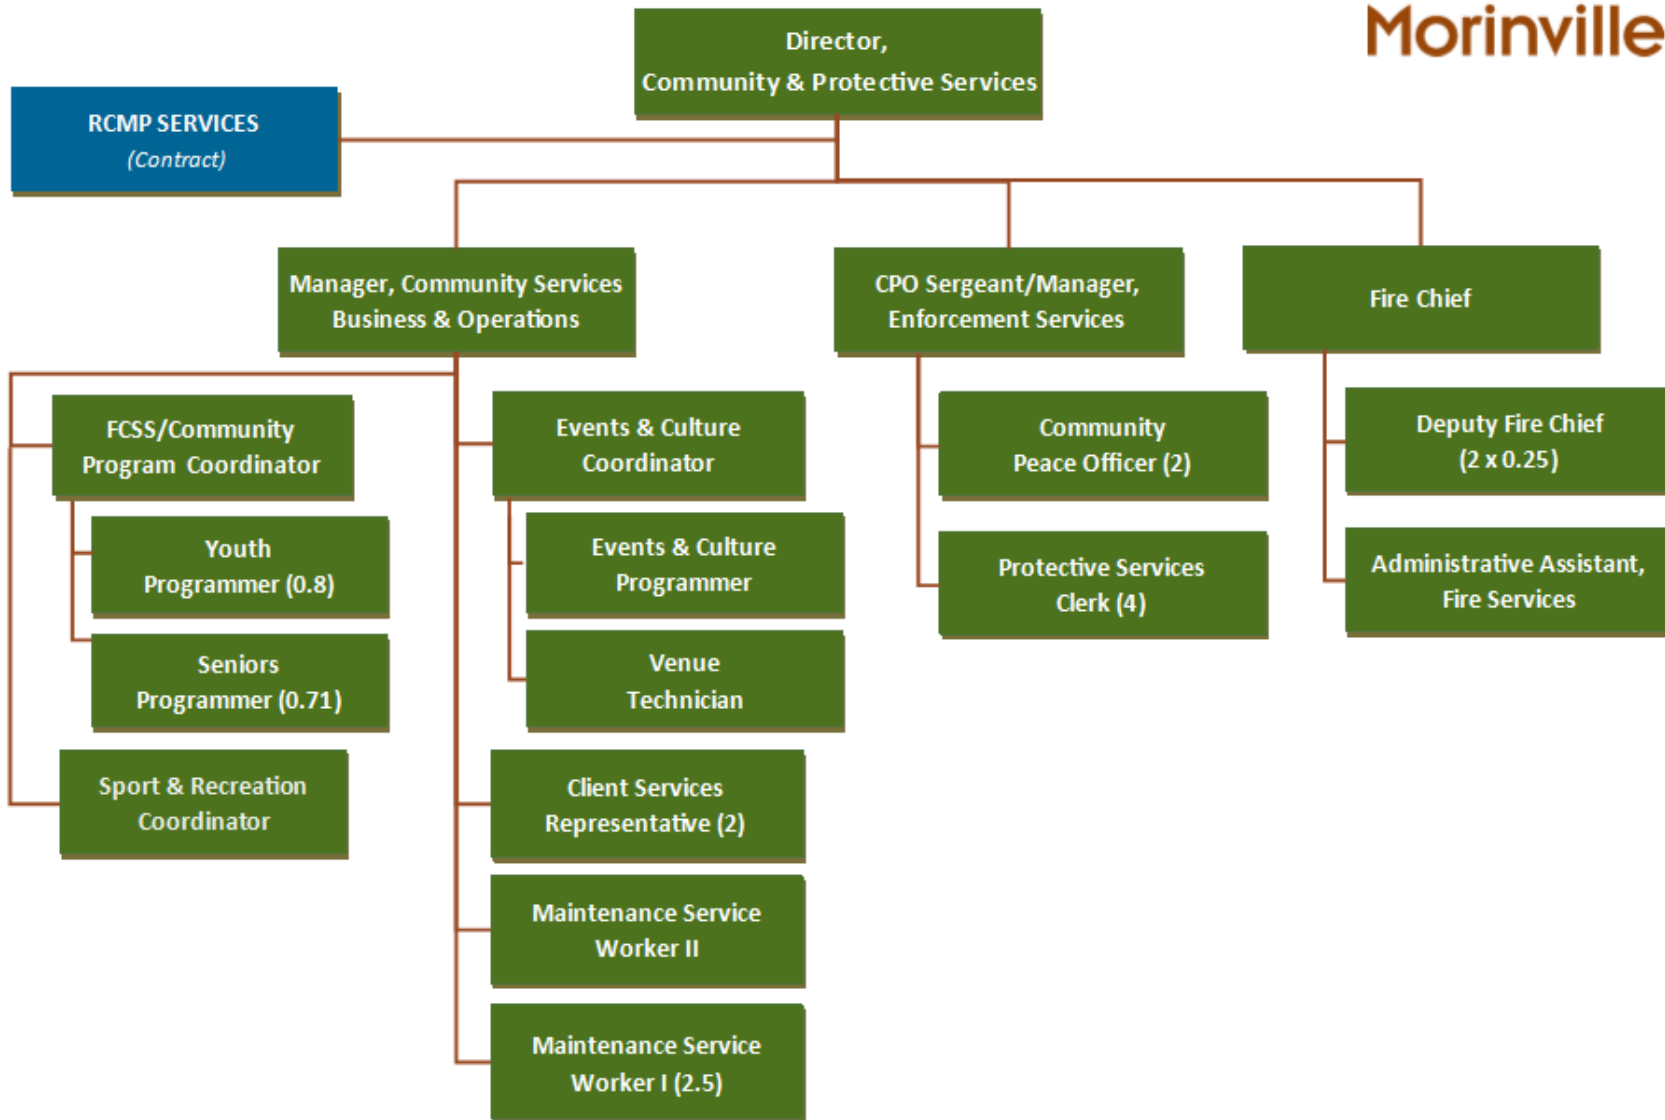 Morinville
Director,
Community & Protective Services
RCMP SERVICES
(Contract)
Manager, Community Services
Business & Operations
CPO Sergeant/Manager,
Enforcement Services
Fire Chief
FCSS/Community
Program Coordinator
Youth
Programmer (0.8)
Seniors
Programmer (0.71)
Sport & Recreation
Coordinator
Events & Culture
Coordinator
Events & Culture
Programmer
Venue
Technician
Client Services
Representative (2)
Maintenance Service
Worker II
Maintenance Service
Worker I (2.5)
Community
Peace Officer (2)
Protective Services
Clerk (4)
Deputy Fire Chief
(2 x 0.25)
Administrative Assistant,
Fire Services